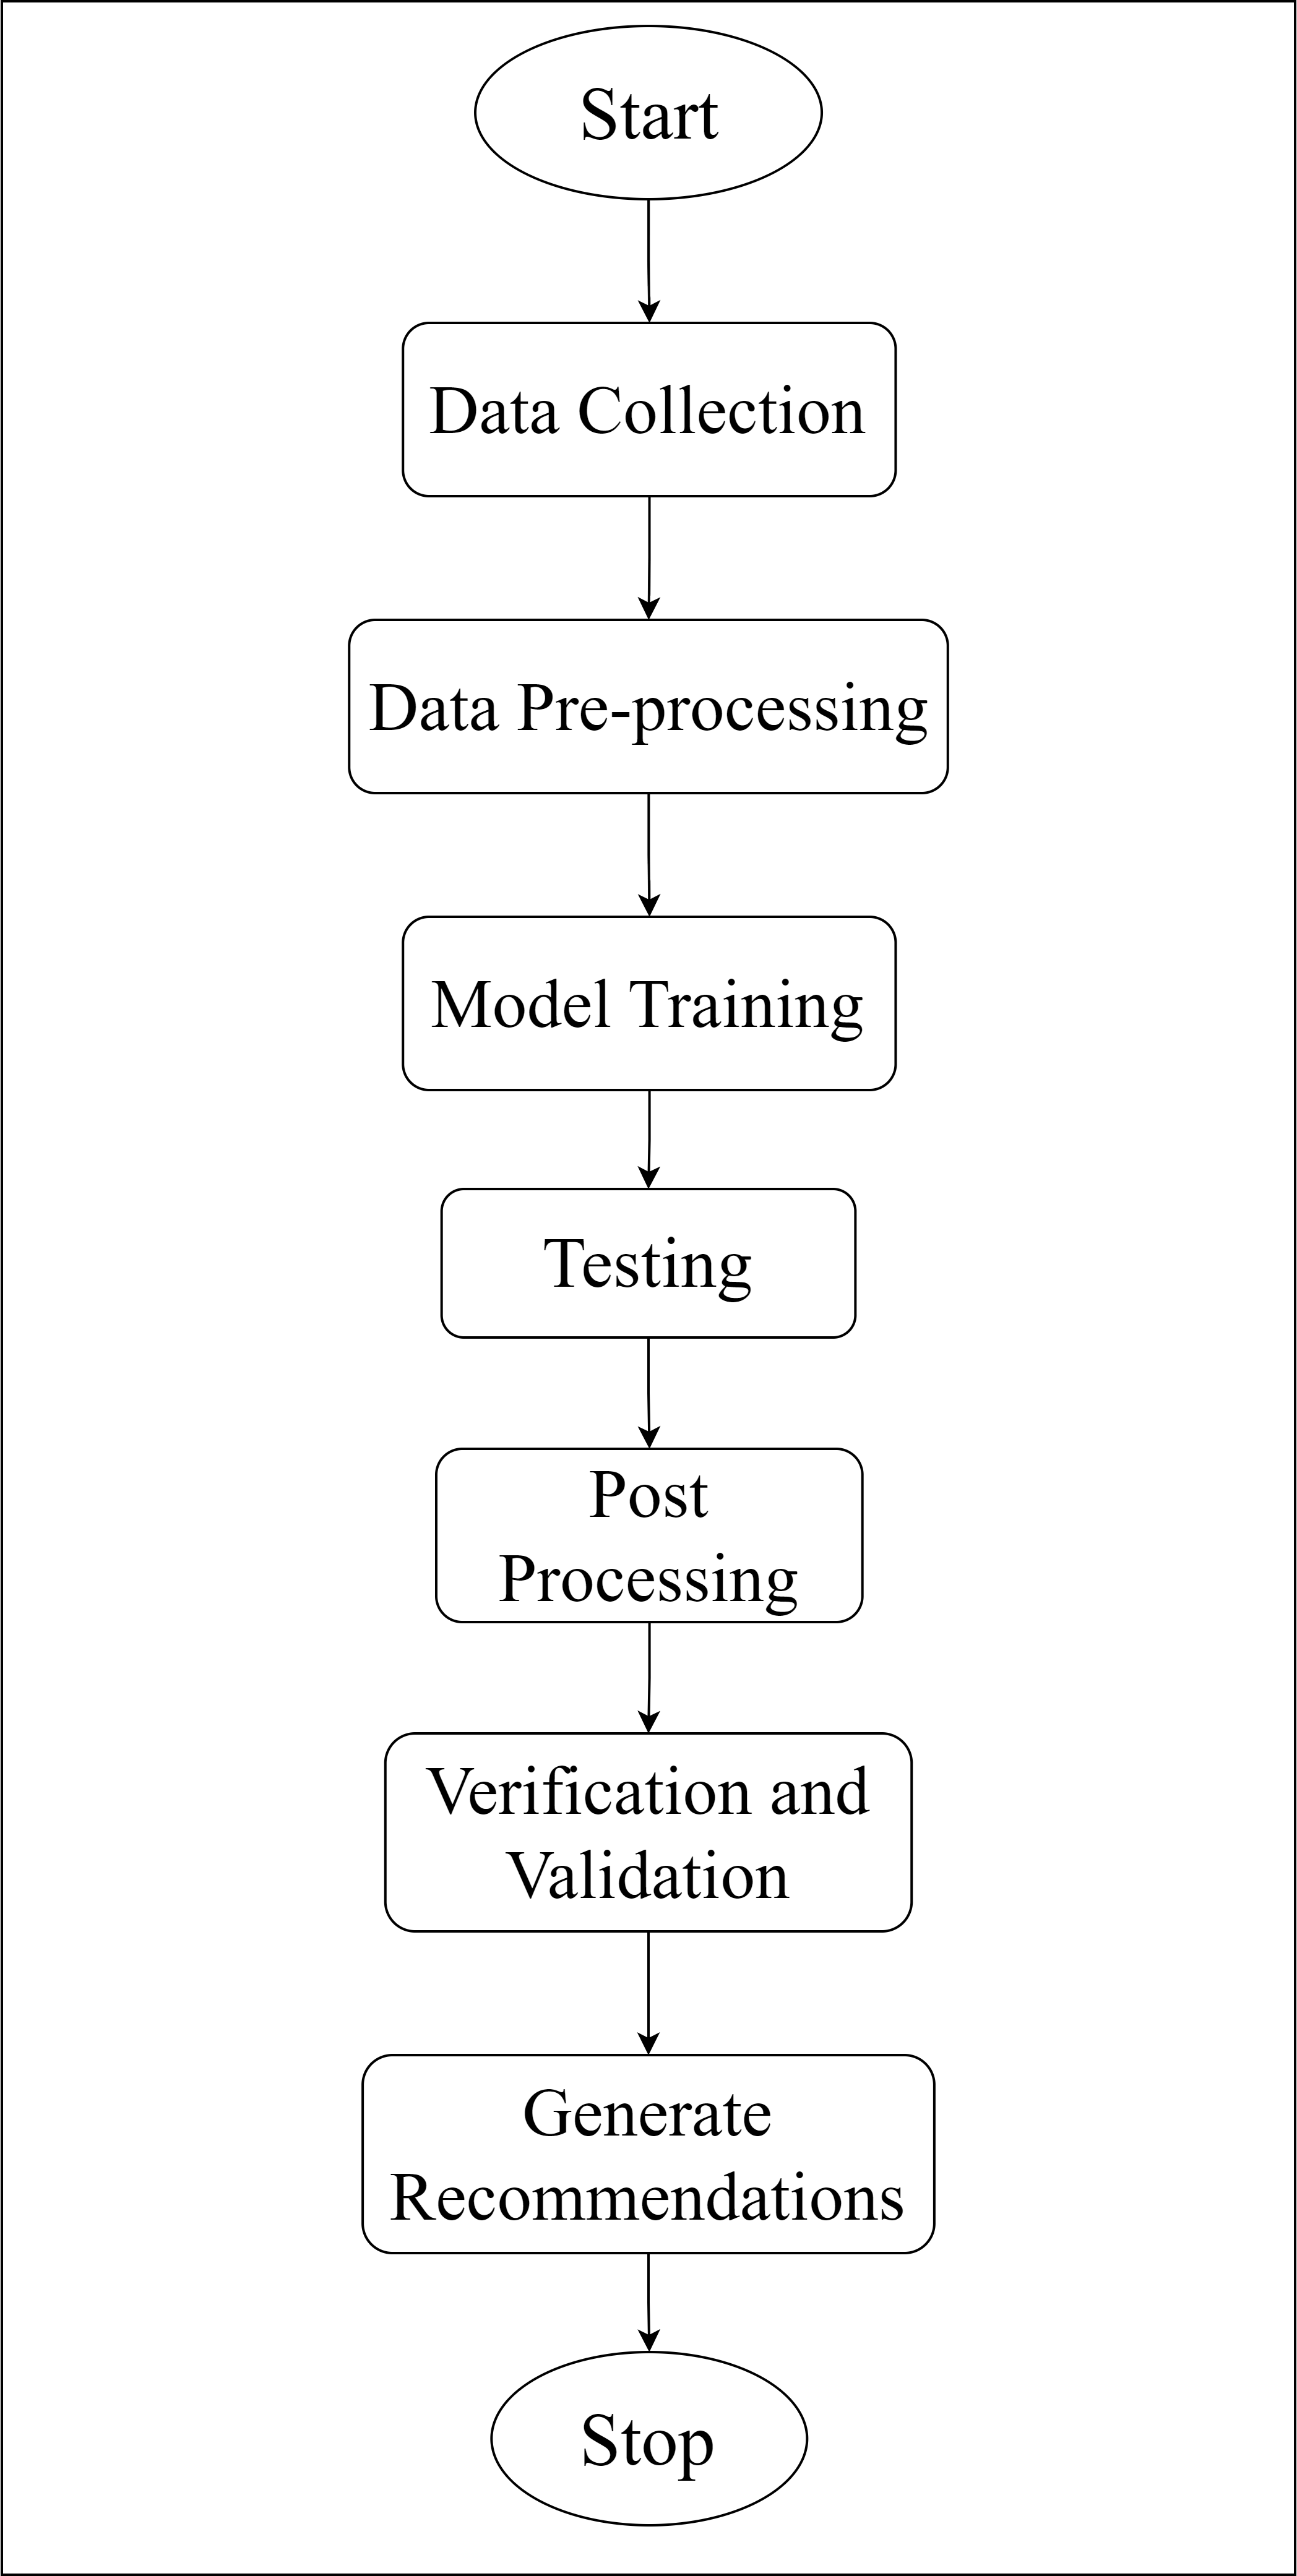 Start
Data Collection
Data Pre-processing
Model Training
Testing
Post
Processing
Verification and
Validation
Generate
Recommendations
Stop